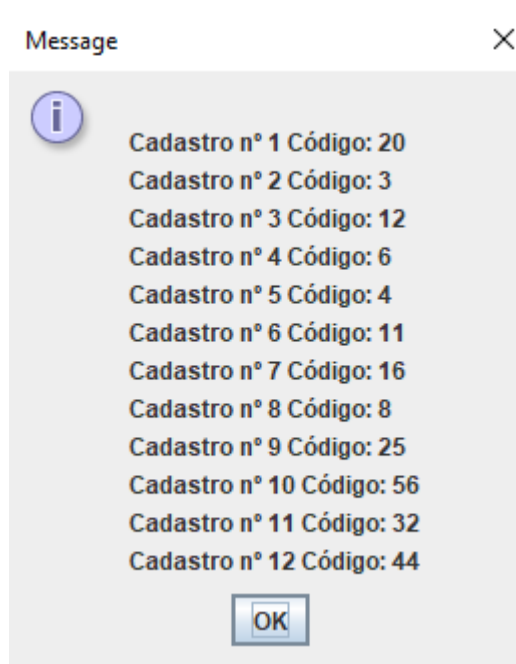 Message
Cadastro nº 1 Código: 20
Cadastro nº 2 Código: 3
Cadastro nº 3 Código: 12
Cadastro nº 4 Código: 6
Cadastro nº 5 Código: 4
Cadastro nº 6 Código: 11
Cadastro nº 7 Código: 16
Cadastro nº 8 Código: 8
Cadastro nº 9 Código: 25
Cadastro nº 10 Código: 56
Cadastro nº 11 Código: 32
Cadastro nº 12 Código: 44
OK